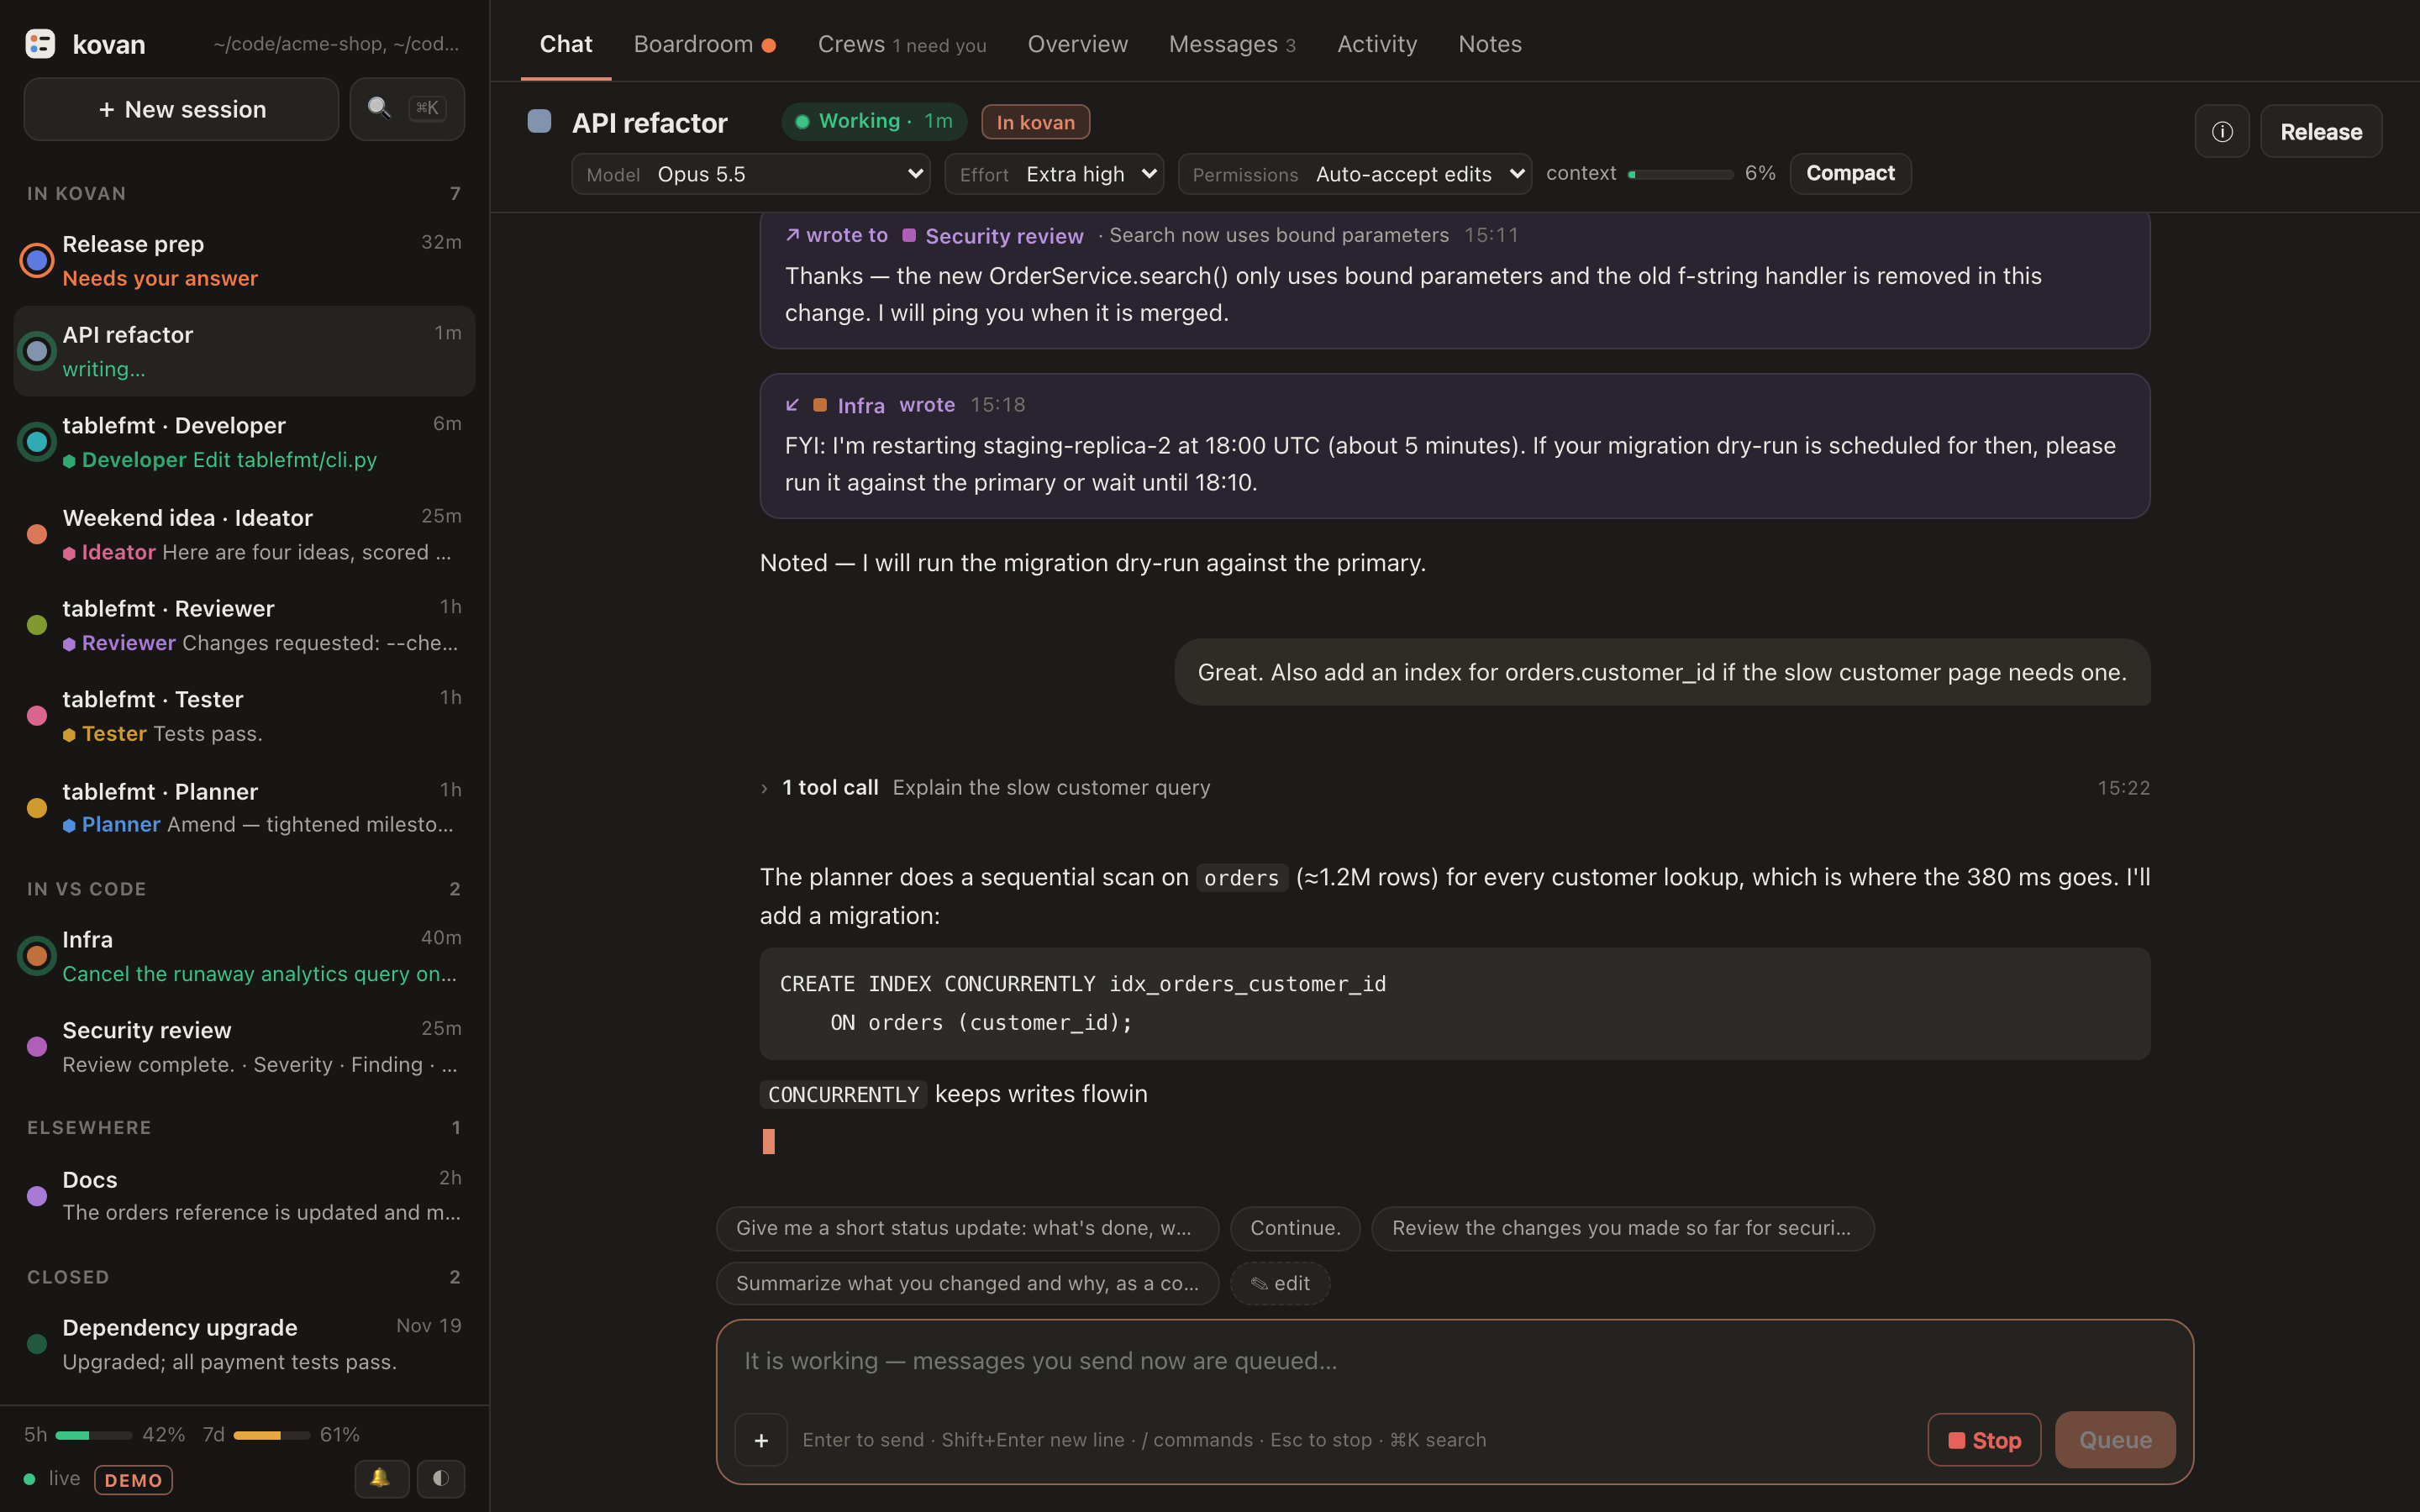 kovan
~/code/acme-shop, ~/cod...
+ New session
⌘K
IN KOVAN 7
Release prep 32m
Needs your answer
API refactor 1m
writing...
tablefmt · Developer 6m
Developer Edit tablefmt/cli.py
Weekend idea · Ideator 25m
Ideator Here are four ideas, scored ...
tablefmt · Reviewer 1h
Reviewer Changes requested: --che...
tablefmt · Tester 1h
Tester Tests pass.
tablefmt · Planner 1h
Planner Amend — tightened milesto...
IN VS CODE 2
Infra 40m
Cancel the runaway analytics query on...
Security review 25m
Review complete. · Severity · Finding · ...
ELSEWHERE 1
Docs 2h
The orders reference is updated and m...
CLOSED 2
Dependency upgrade Nov 19
Upgraded; all payment tests pass.
5h 42% 7d 61%
live DEMO
Chat Boardroom Crews 1 need you Overview Messages 3 Activity Notes
API refactor Working · 1m In kovan
Release
Model Opus 5.5 Effort Extra high Permissions Auto-accept edits context 6% Compact
↗ wrote to Security review · Search now uses bound parameters 15:11
Thanks — the new OrderService.search() only uses bound parameters and the old f-string handler is removed in this
change. I will ping you when it is merged.
↙ Infra wrote 15:18
FYI: I'm restarting staging-replica-2 at 18:00 UTC (about 5 minutes). If your migration dry-run is scheduled for then, please
run it against the primary or wait until 18:10.
Noted — I will run the migration dry-run against the primary.
Great. Also add an index for orders.customer_id if the slow customer page needs one.
› 1 tool call Explain the slow customer query 15:22
The planner does a sequential scan on orders (≈1.2M rows) for every customer lookup, which is where the 380 ms goes. I'll
add a migration:
CREATE INDEX CONCURRENTLY idx_orders_customer_id
ON orders (customer_id);
CONCURRENTLY keeps writes flowin
Give me a short status update: what's done, w...
Continue.
Review the changes you made so far for securi...
Summarize what you changed and why, as a co...
✎ edit
It is working — messages you send now are queued...
+ Enter to send · Shift+Enter new line · / commands · Esc to stop · ⌘K search
Stop
Queue